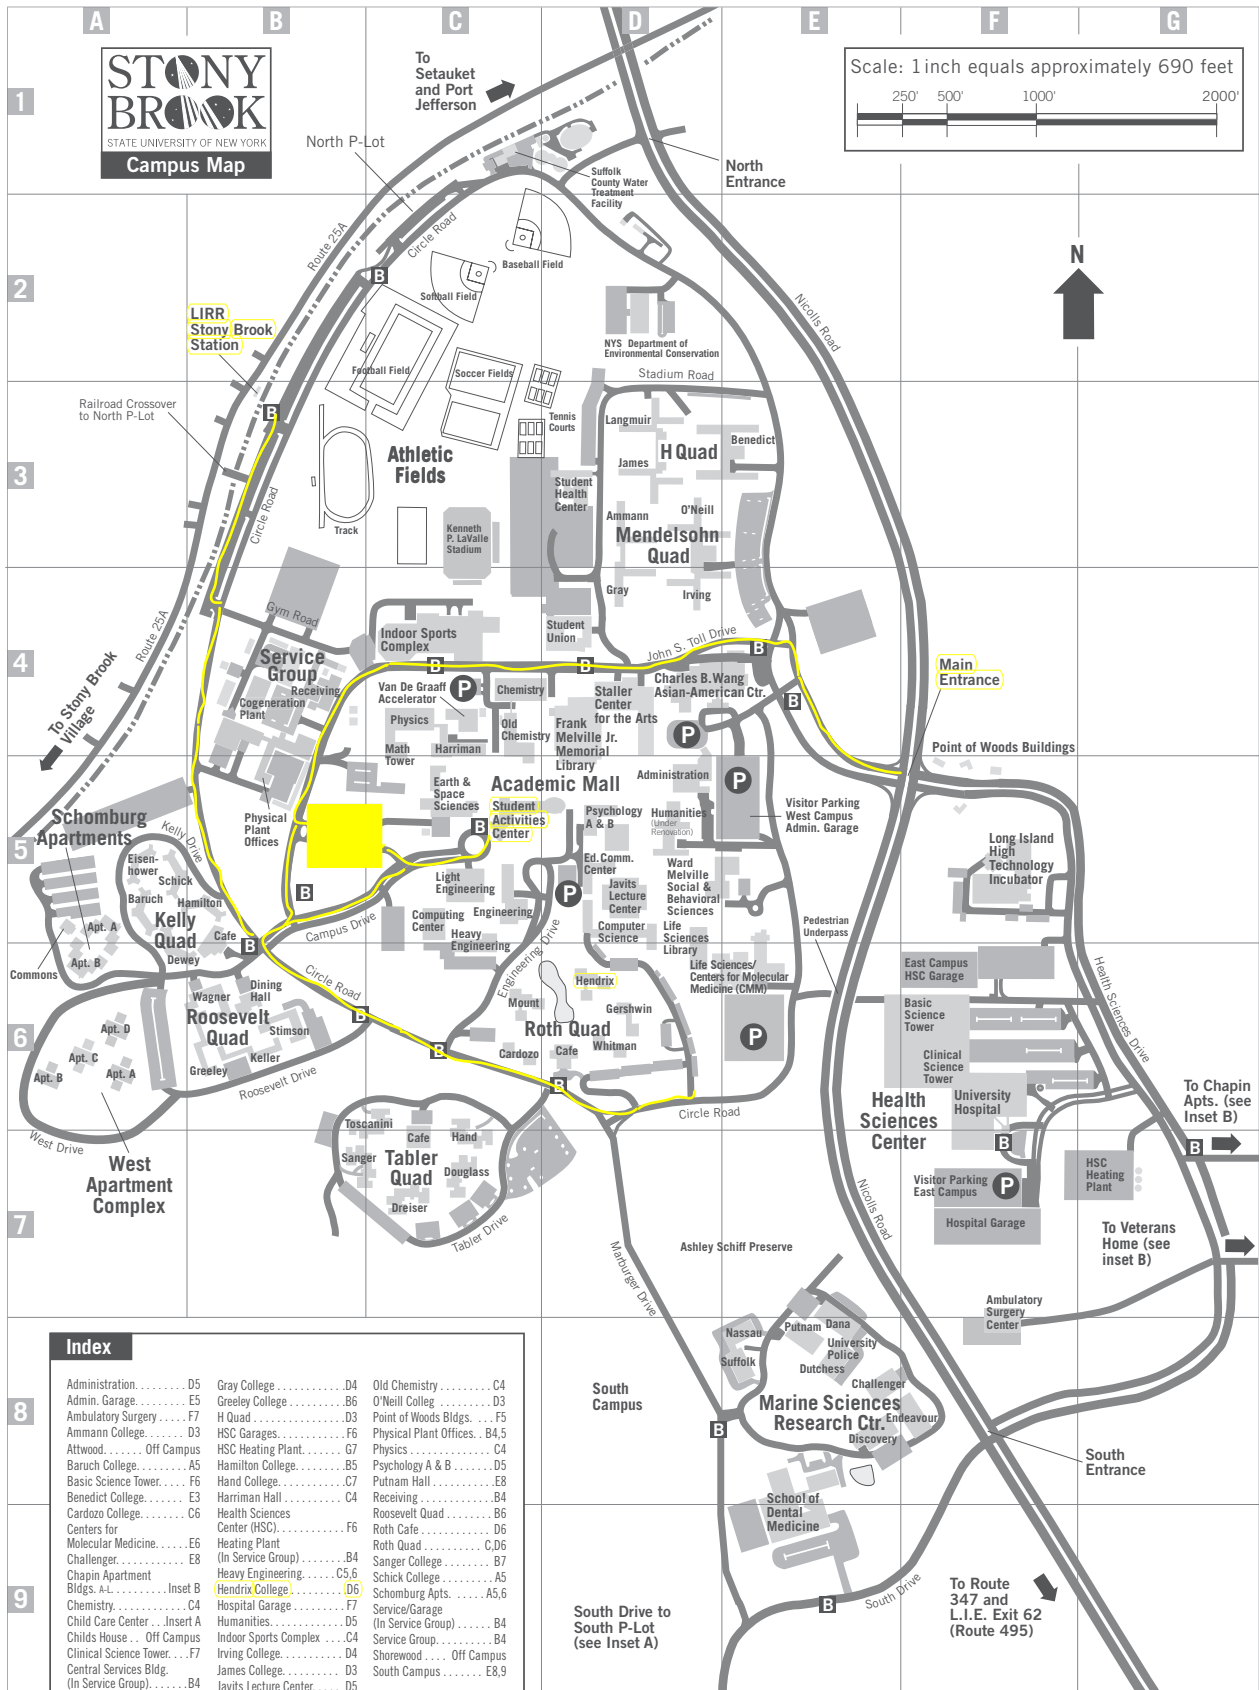 A
B
C
D
E
F
G
1
2
3
4
5
6
7
8
9
STONY
BROOK
STATE UNIVERSITY OF NEW YORK
Campus Map
To
Setauket
and Port
Jefferson
Scale: 1 inch equals approximately 690 feet
250'
500'
1000'
2000'
North P-Lot
North
Entrance
Suffolk
County Water
Treatment
Facility
Route 25A
Circle Road
B
Baseball Field
Softball Field
N
Nicolls Road
LIRR
Stony Brook
Station
NYS Department of
Environmental Conservation
Football Field
Soccer Fields
Stadium Road
Railroad Crossover
to North P-Lot
B
Tennis
Courts
Langmuir
Benedict
H Quad
James
Athletic
Fields
Student
Health
Center
Circle Road
Track
Kenneth
P. LaValle
Stadium
Ammann
O'Neill
Mendelsohn
Quad
Gray
Irving
Gym Road
Route 25A
Indoor Sports
Complex
Student
Union
John S. Toll Drive
B
B
B
B
Main
Entrance
Service
Group
Receiving
Cogeneration
Plant
Van De Graaff
Accelerator
P
Chemistry
Staller
Center
for the Arts
Charles B. Wang
Asian-American Ctr.
To Stony Brook
Village
Physics
Old
Chemistry
Frank
Melville Jr.
Memorial
Library
P
Math
Tower
Harriman
Point of Woods Buildings
Earth &
Space
Sciences
Academic Mall
Administration
P
Student
Activities
Center
B
Psychology
A & B
Humanities
(Under
Renovation)
Visitor Parking
West Campus
Admin. Garage
Schomburg
Apartments
Physical
Plant
Offices
Kelly Drive
Long Island
High
Technology
Incubator
Eisen-
hower
Schick
Baruch
Hamilton
Kelly
Quad
Cafe
Dewey
B
B
Light
Engineering
Ed. Comm.
Center
P
Javits
Lecture
Center
Ward
Melville
Social &
Behavioral
Sciences
Campus Drive
Computing
Center
Engineering
Heavy
Engineering
Computer
Science
Life
Sciences
Library
Pedestrian
Underpass
Apt. A
Apt. B
Commons
Engineering Drive
Life Sciences/
Centers for Molecular
Medicine (CMM)
East Campus
HSC Garage
Circle Road
Dining
Hall
Wagner
Roosevelt
Quad
Stimson
Keller
Greeley
B
Hendrix
Mount
Gershwin
Roth Quad
Whitman
Cardozo
Cafe
B
B
P
Basic
Science
Tower
Clinical
Science
Tower
Health Sciences Drive
Apt. D
Apt. C
Apt. B
Apt. A
Roosevelt Drive
Circle Road
University
Hospital
B
Health
Sciences
Center
To Chapin
Apts. (see
Inset B)
B
West Drive
West
Apartment
Complex
Toscanini
Cafe
Hand
Sanger
Tabler
Quad
Douglass
Dreiser
Tabler Drive
Visitor Parking
East Campus
P
HSC
Heating
Plant
Hospital Garage
Nicolls Road
To Veterans
Home (see
inset B)
Ashley Schiff Preserve
Marburger Drive
Ambulatory
Surgery
Center
Nassau
Suffolk
Putnam
Dana
University
Police
Dutchess
Challenger
Marine Sciences
Research Ctr.
Endeavour
Discovery
South
Campus
B
South
Entrance
School of
Dental
Medicine
B
South Drive
South Drive to
South P-Lot
(see Inset A)
To Route
347 and
L.I.E. Exit 62
(Route 495)
Index
Administration. . . . . . . . D5
Admin. Garage. . . . . . . . E5
Ambulatory Surgery . . . . . F7
Ammann College. . . . . . . D3
Attwood. . . . . . Off Campus
Baruch College. . . . . . . . A5
Basic Science Tower. . . . . F6
Benedict College. . . . . . . E3
Cardozo College. . . . . . . . C6
Centers for
Molecular Medicine. . . . . E6
Challenger. . . . . . . . . . . E8
Chapin Apartment
Bldgs. A-L. . . . . . . . . Inset B
Chemistry. . . . . . . . . . . C4
Child Care Center . . . Insert A
Childs House . . Off Campus
Clinical Science Tower. . . . F7
Central Services Bldg.
(In Service Group). . . . . . . B4
Gray College . . . . . . . . . . . D4
Greeley College . . . . . . . . . B6
H Quad . . . . . . . . . . . . . D3
HSC Garages. . . . . . . . . . F6
HSC Heating Plant. . . . . . . G7
Hamilton College. . . . . . . . B5
Hand College. . . . . . . . . . C7
Harriman Hall . . . . . . . . . C4
Health Sciences
Center (HSC). . . . . . . . . . . F6
Heating Plant
(In Service Group) . . . . . . . B4
Heavy Engineering. . . . . . C5,6
Hendrix College . . . . . . . . D6
Hospital Garage . . . . . . . . F7
Humanities. . . . . . . . . . . . D5
Indoor Sports Complex . . . . C4
Irving College. . . . . . . . . . D4
James College. . . . . . . . . D3
Javits Lecture Center. . . . . D5
Old Chemistry . . . . . . . . . C4
O'Neill Colleg . . . . . . . . . . D3
Point of Woods Bldgs. . . . F5
Physical Plant Offices. . B4,5
Physics . . . . . . . . . . . . . C4
Psychology A & B . . . . . . . D5
Putnam Hall . . . . . . . . . . . E8
Receiving . . . . . . . . . . . . B4
Roosevelt Quad . . . . . . . . B6
Roth Cafe . . . . . . . . . . . . D6
Roth Quad . . . . . . . . . . C,D6
Sanger College . . . . . . . . B7
Schick College . . . . . . . . . A5
Schomburg Apts. . . . . . A5,6
Service/Garage
(In Service Group) . . . . . . B4
Service Group. . . . . . . . . . B4
Shorewood . . . . Off Campus
South Campus . . . . . . . E8,9